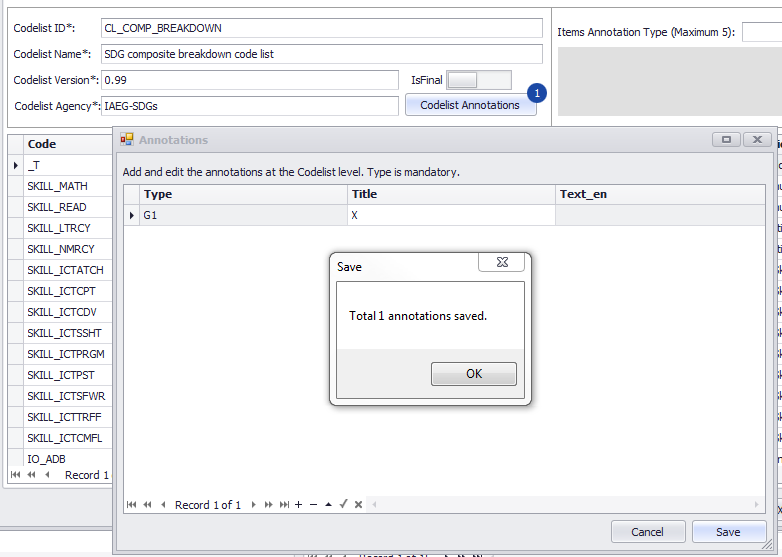 Codelist ID*: CL_COMP_BREAKDOWN
Codelist Name*: SDG composite breakdown code list
Codelist Version*: 0.99 IsFinal
Codelist Agency*: IAEG-SDGs Codelist Annotations 1
Items Annotation Type (Maximum 5):
Code
_T
SKILL_MATH
SKILL_READ
SKILL_LTRCY
SKILL_NMRCY
SKILL_ICTATCH
SKILL_ICTCPT
SKILL_ICTCDV
SKILL_ICTSSHT
SKILL_ICTPRGM
SKILL_ICTPST
SKILL_ICTSFWR
SKILL_ICTTRFF
SKILL_ICTCMFL
IO_ADB
Record 1
Annotations
Add and edit the annotations at the Codelist level. Type is mandatory.
Type Title Text_en
G1 X
Save
Total 1 annotations saved.
OK
Record 1 of 1
Cancel Save